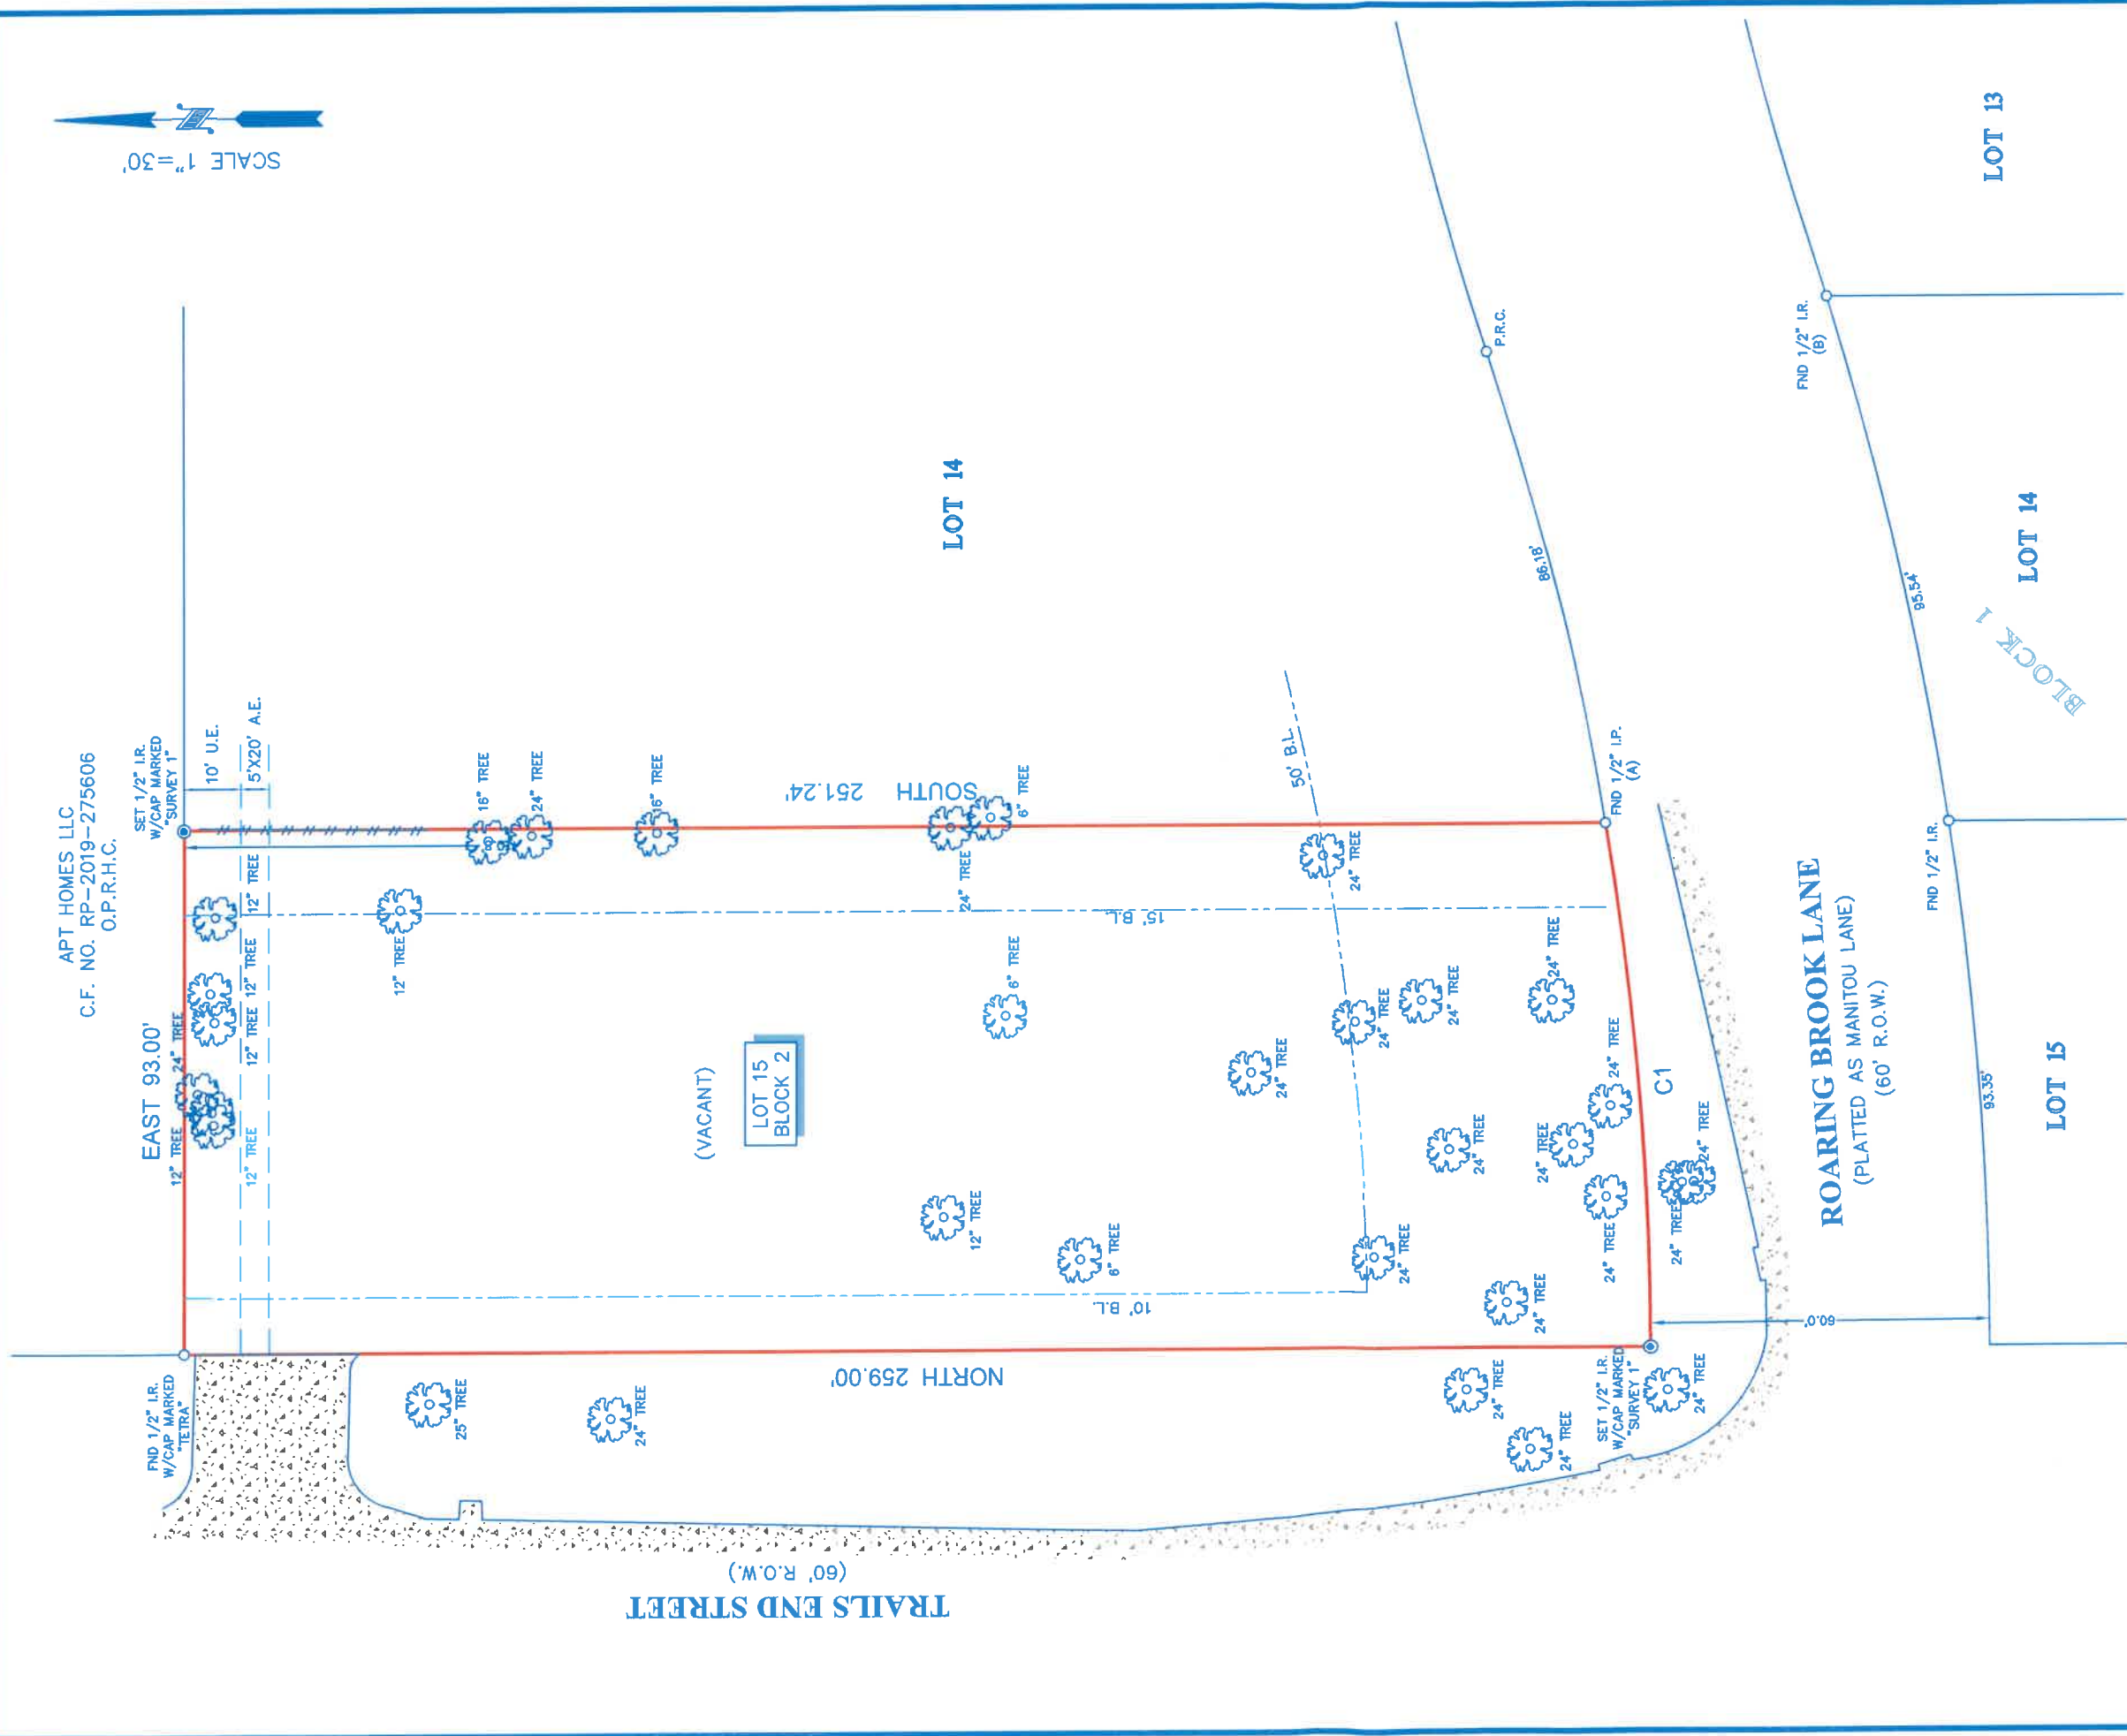 SCALE 1"=30'
APT HOMES LLC
C.F. NO. RP-2019-275606
O.P.R.H.C.
SET 1/2" I.R.
W/CAP MARKED
"SURVEY 1"
10' U.E.
5'X20' A.E.
EAST 93.00'
FND 1/2" I.R.
W/CAP MARKED
"TETRA"
12" TREE
24" TREE
12" TREE
12" TREE
12" TREE
12" TREE
12" TREE
16" TREE
24" TREE
16" TREE
SOUTH 251.24'
24" TREE
6" TREE
6" TREE
15' B.L.
50' B.L.
24" TREE
(VACANT)
LOT 15
BLOCK 2
12" TREE
6" TREE
10' B.L.
24" TREE
24" TREE
24" TREE
24" TREE
24" TREE
24" TREE
24" TREE
24" TREE
24" TREE
24" TREE
24" TREE
24" TREE
C1
NORTH 259.00'
25" TREE
24" TREE
24" TREE
24" TREE
SET 1/2" I.R.
W/CAP MARKED
"SURVEY 1"
24" TREE
TRAILS END STREET
(60' R.O.W.)
LOT 14
P.R.C.
86.18'
FND 1/2" I.P.
(A)
ROARING BROOK LANE
(PLATTED AS MANITOU LANE)
(60' R.O.W.)
60.0'
FND 1/2" I.R.
(B)
FND 1/2" I.R.
95.54'
93.35'
LOT 13
LOT 14
LOT 15
BLOCK 1